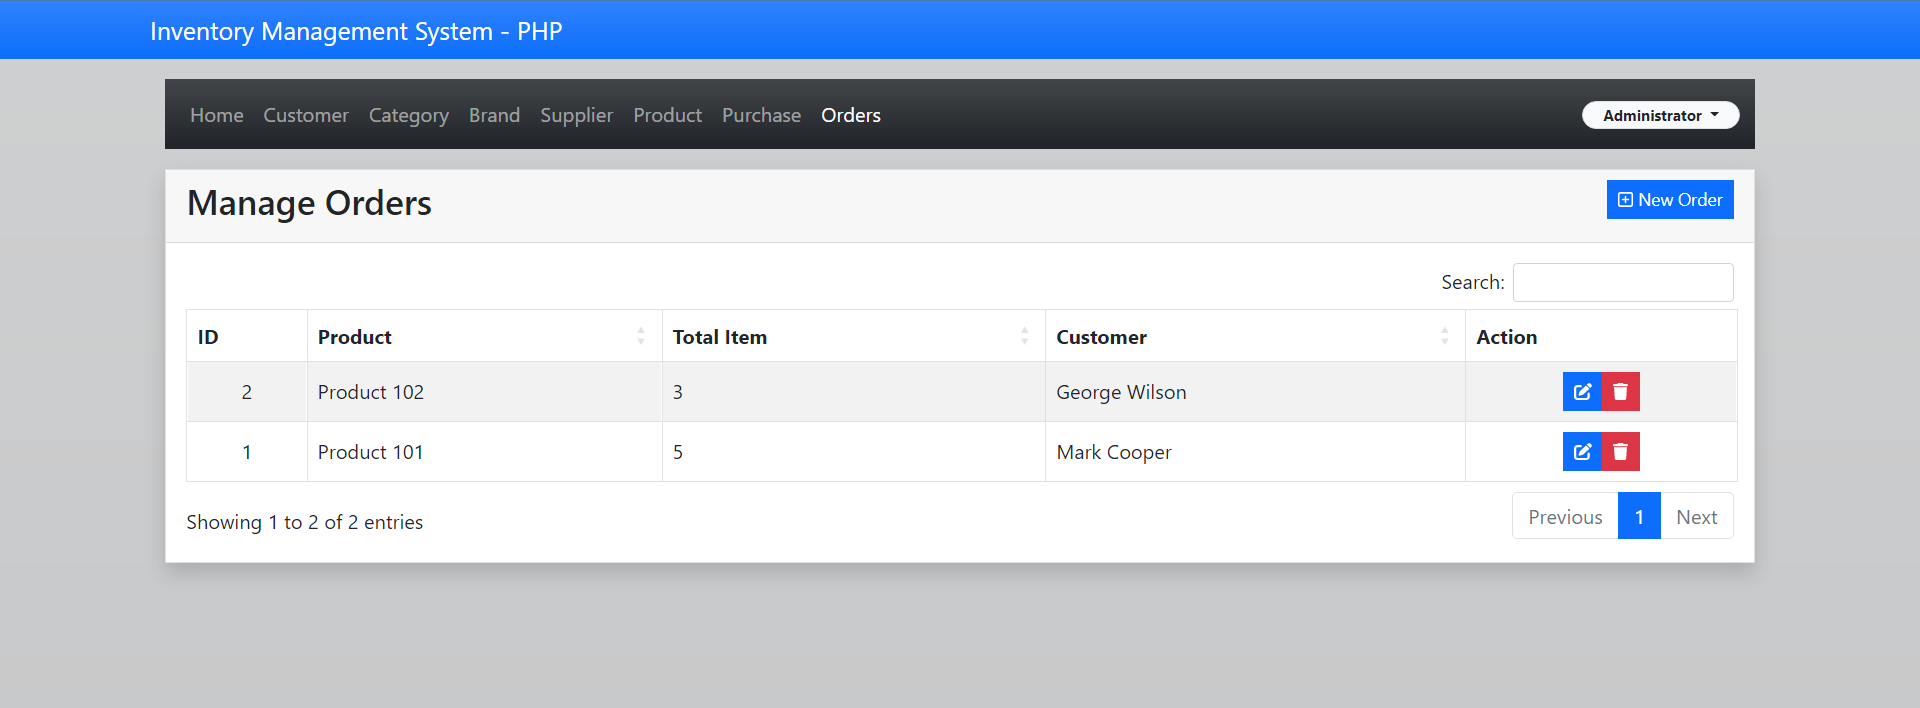 Inventory Management System - PHP
Home Customer Category Brand Supplier Product Purchase Orders Administrator
Manage Orders New Order
Search:
ID Product Total Item Customer Action
2 Product 102 3 George Wilson
1 Product 101 5 Mark Cooper
Showing 1 to 2 of 2 entries Previous 1 Next